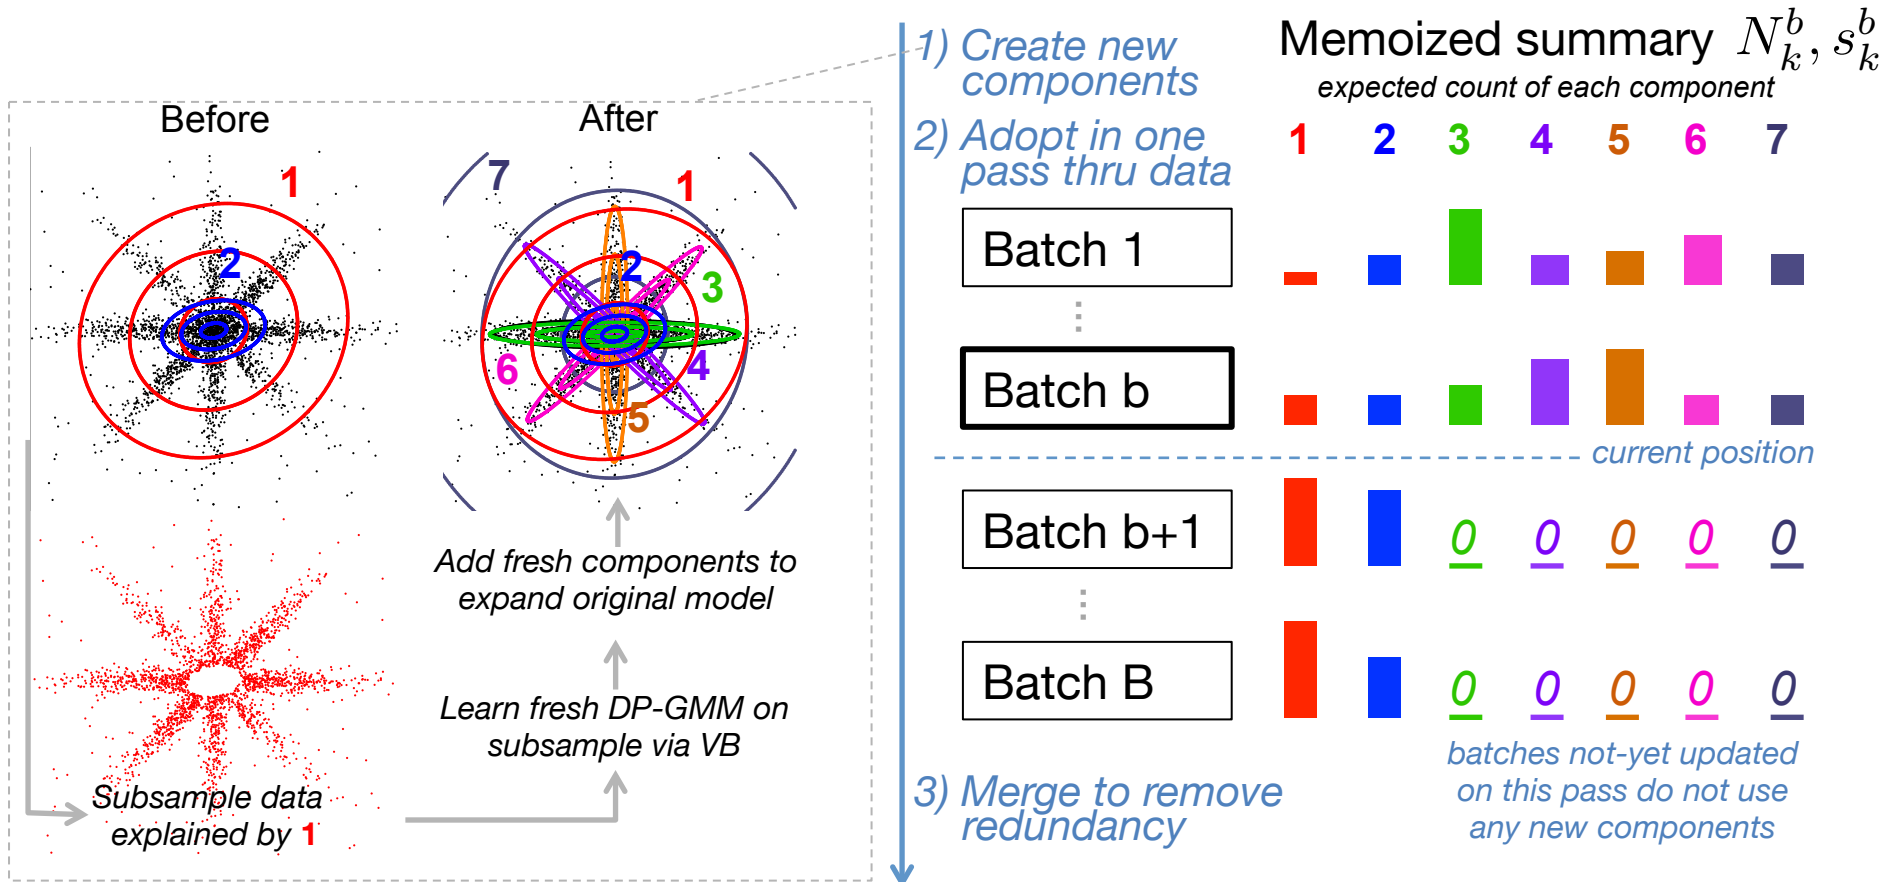 Before
After
1
2
7
1
2
3
6
4
5
Subsample data
explained by 1
Learn fresh DP-GMM on
subsample via VB
Add fresh components to
expand original model
1) Create new
components
2) Adopt in one
pass thru data
Batch 1
⋮
Batch b
Batch b+1
⋮
Batch B
3) Merge to remove
redundancy
Memoized summary $N_k^b, s_k^b$
expected count of each component
1 2 3 4 5 6 7
current position
0 0 0 0 0
0 0 0 0 0
batches not-yet updated
on this pass do not use
any new components